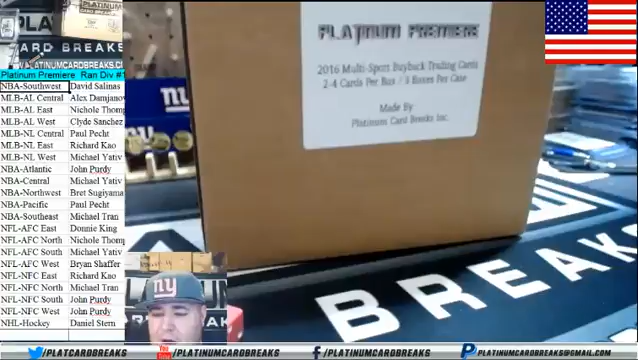 CARD BREAKS
WWW.PLATINUMCARDBREAKS.COM
Platinum Premiere Ran Div #1
NBA-Southwest David Salinas
MLB-AL Central Alex Damjanov
MLB-AL East Nichole Thomp
MLB-AL West Clyde Sanchez
MLB-NL Central Paul Pecht
MLB-NL East Richard Kao
MLB-NL West Michael Yativ
NBA-Atlantic John Purdy
NBA-Central Michael Yativ
NBA-Northwest Bret Sugiyama
NBA-Pacific Paul Pecht
NBA-Southeast Michael Tran
NFL-AFC East Donnie King
NFL-AFC North Nichole Thomp
NFL-AFC South Michael Yativ
NFL-AFC West Bryan Shaffer
NFL-NFC East Richard Kao
NFL-NFC North Michael Tran
NFL-NFC South John Purdy
NFL-NFC West John Purdy
NHL-Hockey Daniel Stern
PLATINUM PREMIERE
2016 Multi-Sport Buyback Trading Cards
2-4 Cards Per Box / 3 Boxes Per Case
Made By
Platinum Card Breaks Inc.
ny
ny
BREAKS
/PLATCARDBREAKS
/PLATINUMCARDBREAKS
/PLATINUMCARDBREAKS
PLATINUMCARDBREAKS@GMAIL.COM